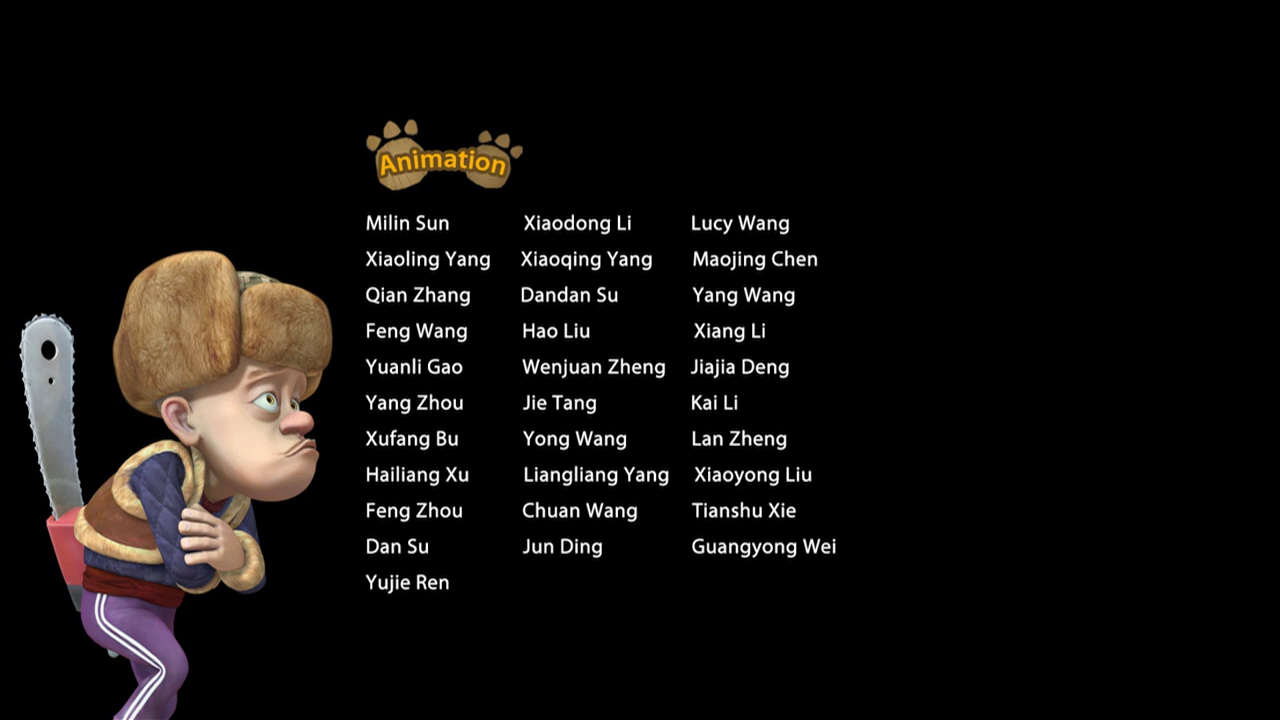 Animation
Milin Sun Xiaodong Li Lucy Wang
Xiaoling Yang Xiaoqing Yang Maojing Chen
Qian Zhang Dandan Su Yang Wang
Feng Wang Hao Liu Xiang Li
Yuanli Gao Wenjuan Zheng Jiajia Deng
Yang Zhou Jie Tang Kai Li
Xufang Bu Yong Wang Lan Zheng
Hailiang Xu Liangliang Yang Xiaoyong Liu
Feng Zhou Chuan Wang Tianshu Xie
Dan Su Jun Ding Guangyong Wei
Yujie Ren